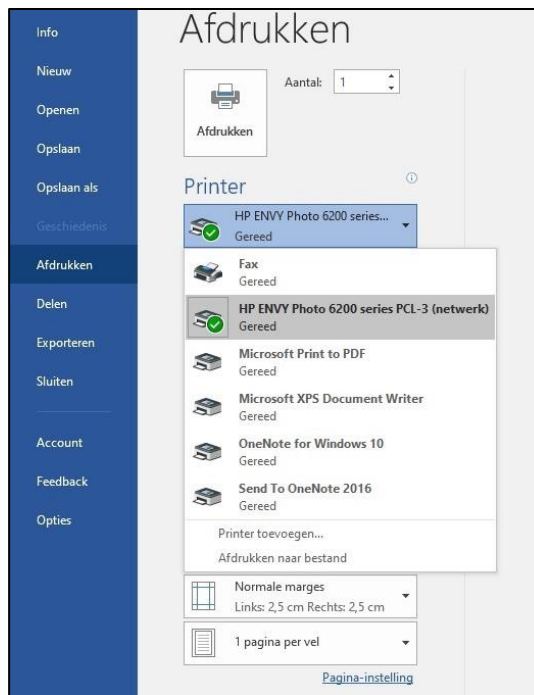 Info
Nieuw
Openen
Opslaan
Opslaan als
Geschiedenis
Afdrukken
Delen
Exporteren
Sluiten
Account
Feedback
Opties
Afdrukken
Aantal: 1
Afdrukken
Printer
HP ENVY Photo 6200 series...
Gereed
Fax
Gereed
HP ENVY Photo 6200 series PCL-3 (netwerk)
Gereed
Microsoft Print to PDF
Gereed
Microsoft XPS Document Writer
Gereed
OneNote for Windows 10
Gereed
Send To OneNote 2016
Gereed
Printer toevoegen...
Afdrukken naar bestand
Normale marges
Links: 2,5 cm Rechts: 2,5 cm
1 pagina per vel
Pagina-instelling